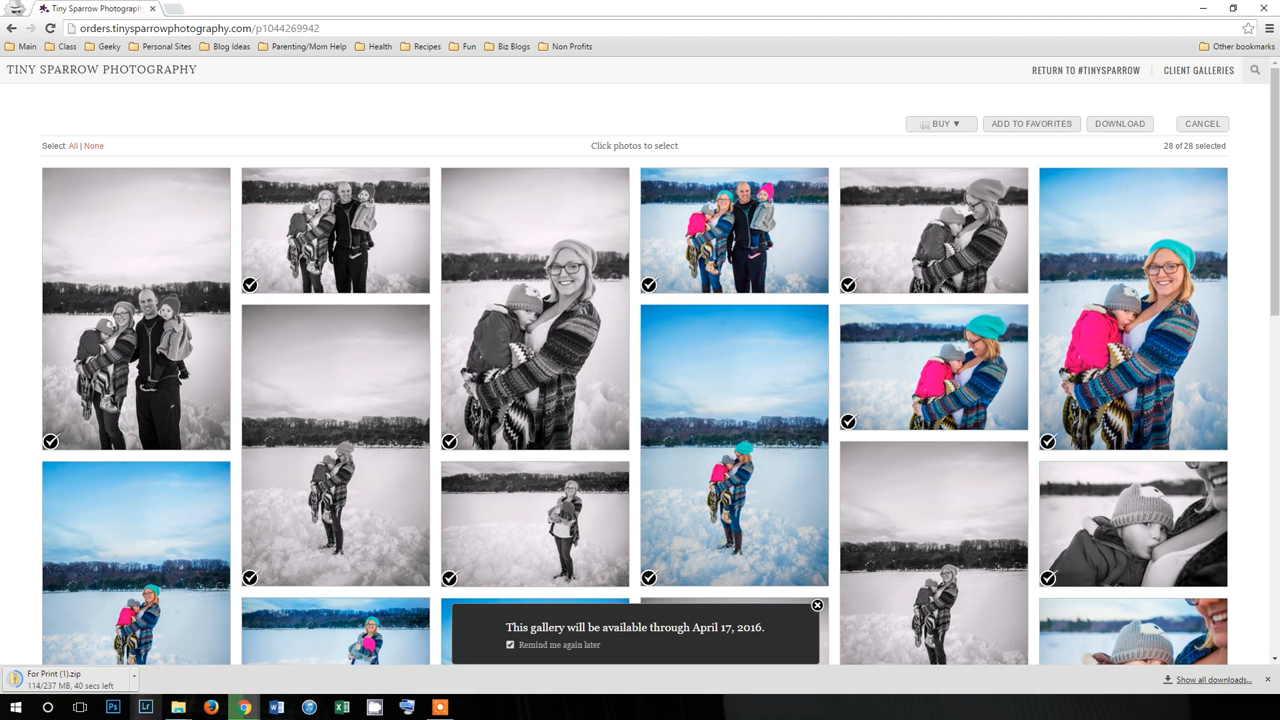 Tiny Sparrow Photograph
orders.tinysparrowphotography.com/p1044269942
Main Class Geeky Personal Sites Blog Ideas Parenting/Mom Help Health Recipes Fun Biz Blogs Non Profits Other bookmarks
TINY SPARROW PHOTOGRAPHY RETURN TO #TINYSPARROW | CLIENT GALLERIES
BUY ▼ ADD TO FAVORITES DOWNLOAD CANCEL
Select: All | None Click photos to select 28 of 28 selected
This gallery will be available through April 17, 2016.
Remind me again later
For Print (1).zip
114/237 MB, 40 secs left
Show all downloads...
Ps Lr